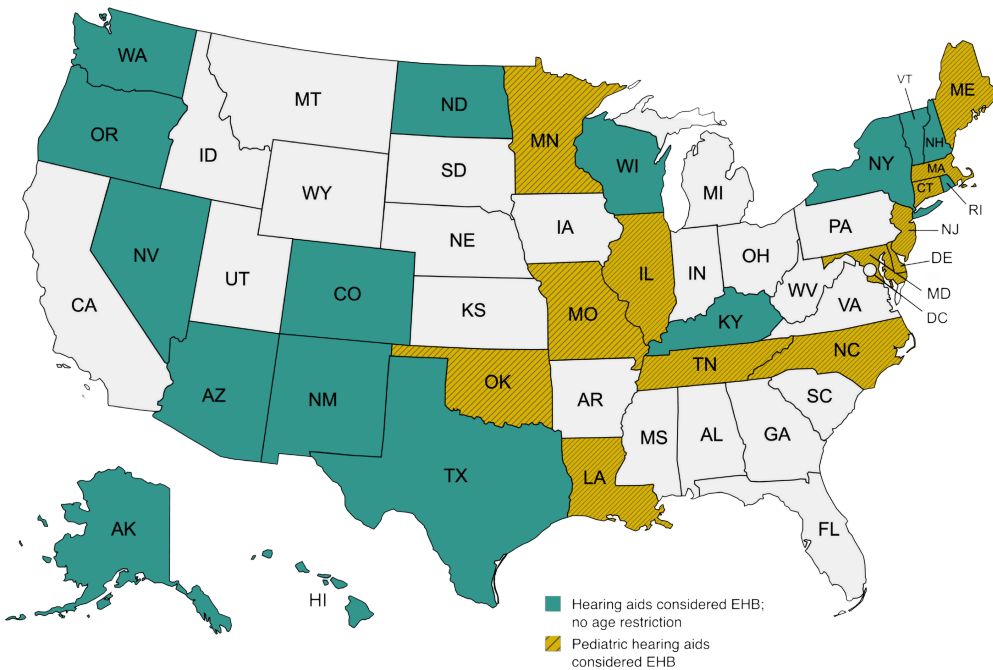 WA
MT
ND
MN
VT
ME
OR
ID
SD
WI
NH
NY
MA
WY
MI
CT
RI
IA
PA
NJ
NE
OH
NV
IL
IN
DE
UT
CO
WV
MD
CA
KS
MO
VA
DC
KY
NC
TN
OK
AZ
NM
AR
SC
MS
AL
GA
TX
LA
AK
FL
HI
Hearing aids considered EHB;
no age restriction
Pediatric hearing aids
considered EHB